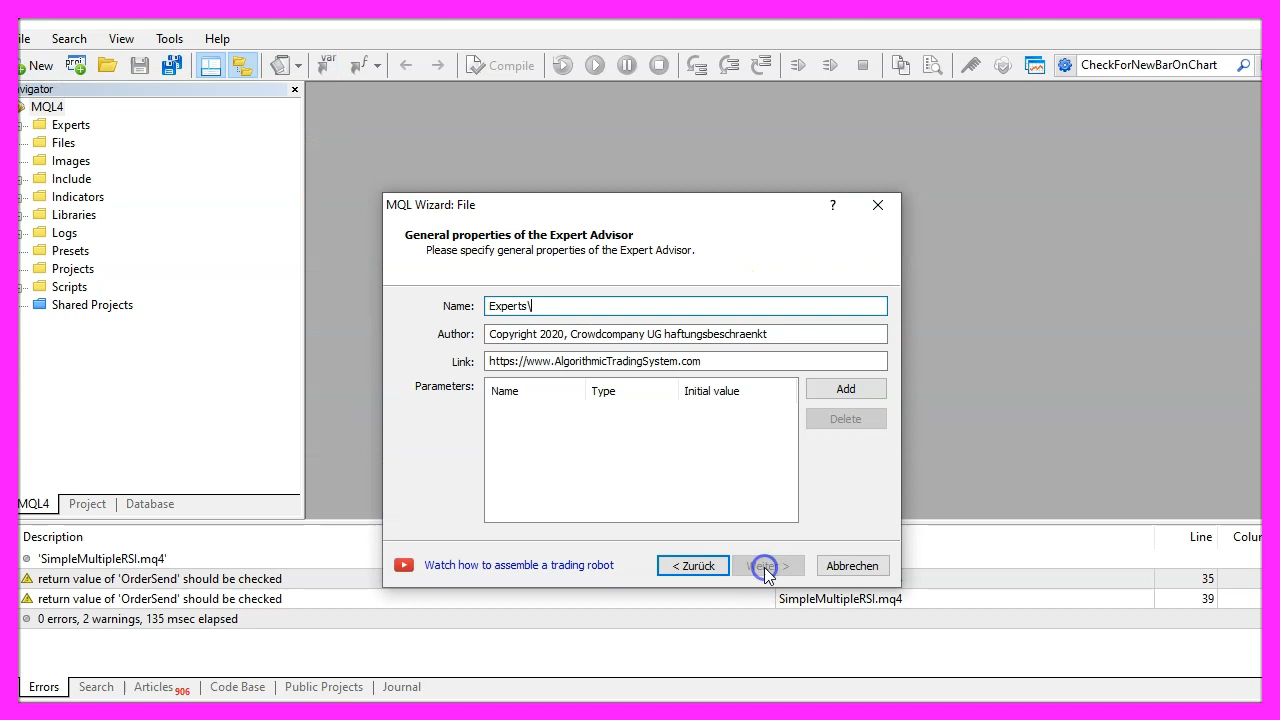 ile Search View Tools Help
New var Compile CheckForNewBarOnChart
avigator
MQL4
Experts
Files
Images
Include
Indicators
Libraries
Logs
Presets
Projects
Scripts
Shared Projects
MQL4 Project Database
MQL Wizard: File ?
General properties of the Expert Advisor
Please specify general properties of the Expert Advisor.
Name: Experts\
Author: Copyright 2020, Crowdcompany UG haftungsbeschraenkt
Link: https://www.AlgorithmicTradingSystem.com
Parameters: Name Type Initial value Add
Delete
Watch how to assemble a trading robot < Zurück Weiter > Abbrechen
Description Line Colur
'SimpleMultipleRSI.mq4'
return value of 'OrderSend' should be checked 35
return value of 'OrderSend' should be checked SimpleMultipleRSI.mq4 39
0 errors, 2 warnings, 135 msec elapsed
Errors Search Articles 906 Code Base Public Projects Journal